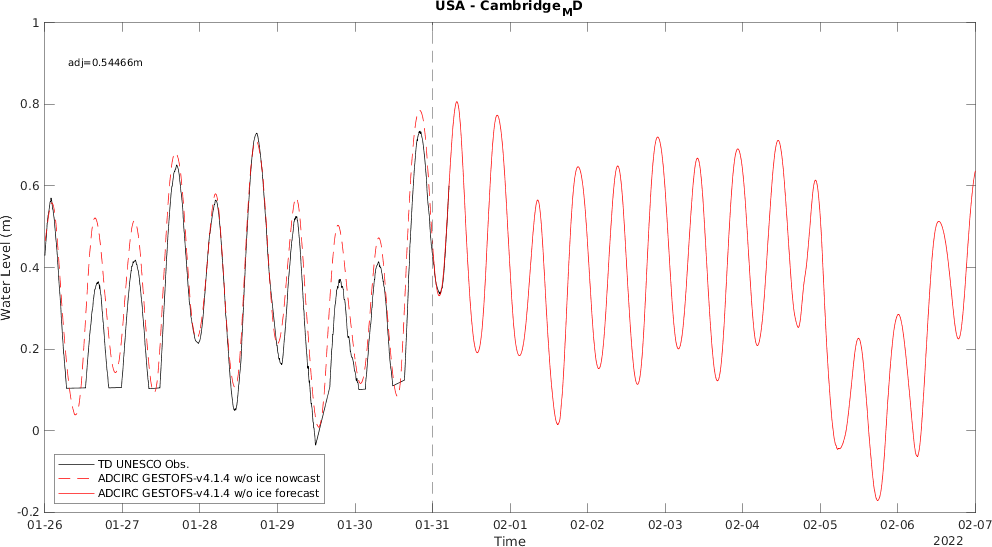 USA - Cambridge_MD
adj=0.54466m
1
0.8
0.6
0.4
0.2
0
-0.2
Water Level (m)
TD UNESCO Obs.
ADCIRC GESTOFS-v4.1.4 w/o ice nowcast
ADCIRC GESTOFS-v4.1.4 w/o ice forecast
01-26 01-27 01-28 01-29 01-30 01-31 02-01 02-02 02-03 02-04 02-05 02-06 02-07
Time
2022